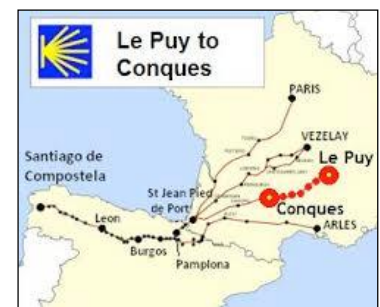 Le Puy to
Conques
PARIS
VEZELAY
Le Puy
Santiago de
Compostela
St Jean Pied
de Port
Conques
Leon
ARLES
Burgos
Pamplona